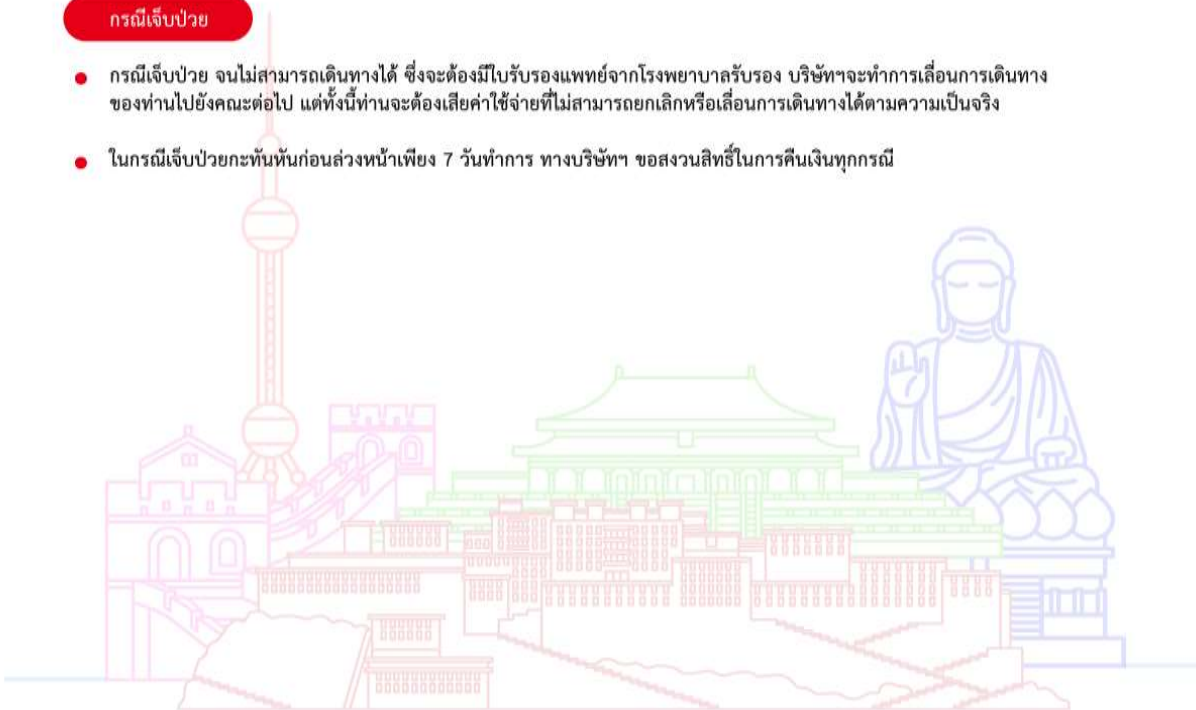 กรณีเจ็บป่วย
กรณีเจ็บป่วย จนไม่สามารถเดินทางได้ ซึ่งจะต้องมีใบรับรองแพทย์จากโรงพยาบาลรับรอง บริษัทฯจะทำการเลื่อนการเดินทาง
ของท่านไปยังคณะต่อไป แต่ทั้งนี้ท่านจะต้องเสียค่าใช้จ่ายที่ไม่สามารถยกเลิกหรือเลื่อนการเดินทางได้ตามความเป็นจริง
ในกรณีเจ็บป่วยกะทันหันก่อนล่วงหน้าเพียง 7 วันทำการ ทางบริษัทฯ ขอสงวนสิทธิ์ในการคืนเงินทุกกรณี